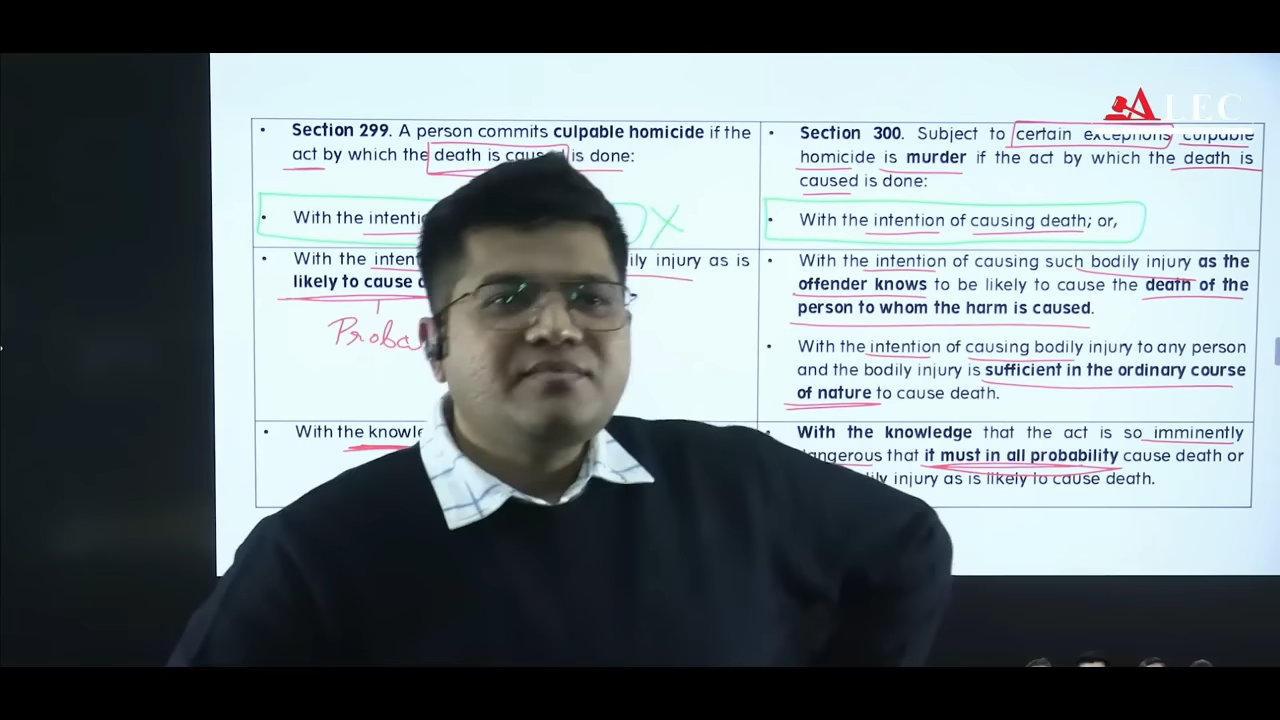 ALEC
Section 299. A person commits culpable homicide if the
act by which the death is caused is done:
With the
With the
ily injury as is
likely to cause
With the
Section 300. Subject to certain exceptions culpable
homicide is murder if the act by which the death is
caused is done:
With the intention of causing death; or,
With the intention of causing such bodily injury as the
offender knows to be likely to cause the death of the
person to whom the harm is caused.
With the intention of causing bodily injury to any person
and the bodily injury is sufficient in the ordinary course
of nature to cause death.
With the knowledge that the act is so imminently
that it must in all probability cause death or
injury as is likely to cause death.